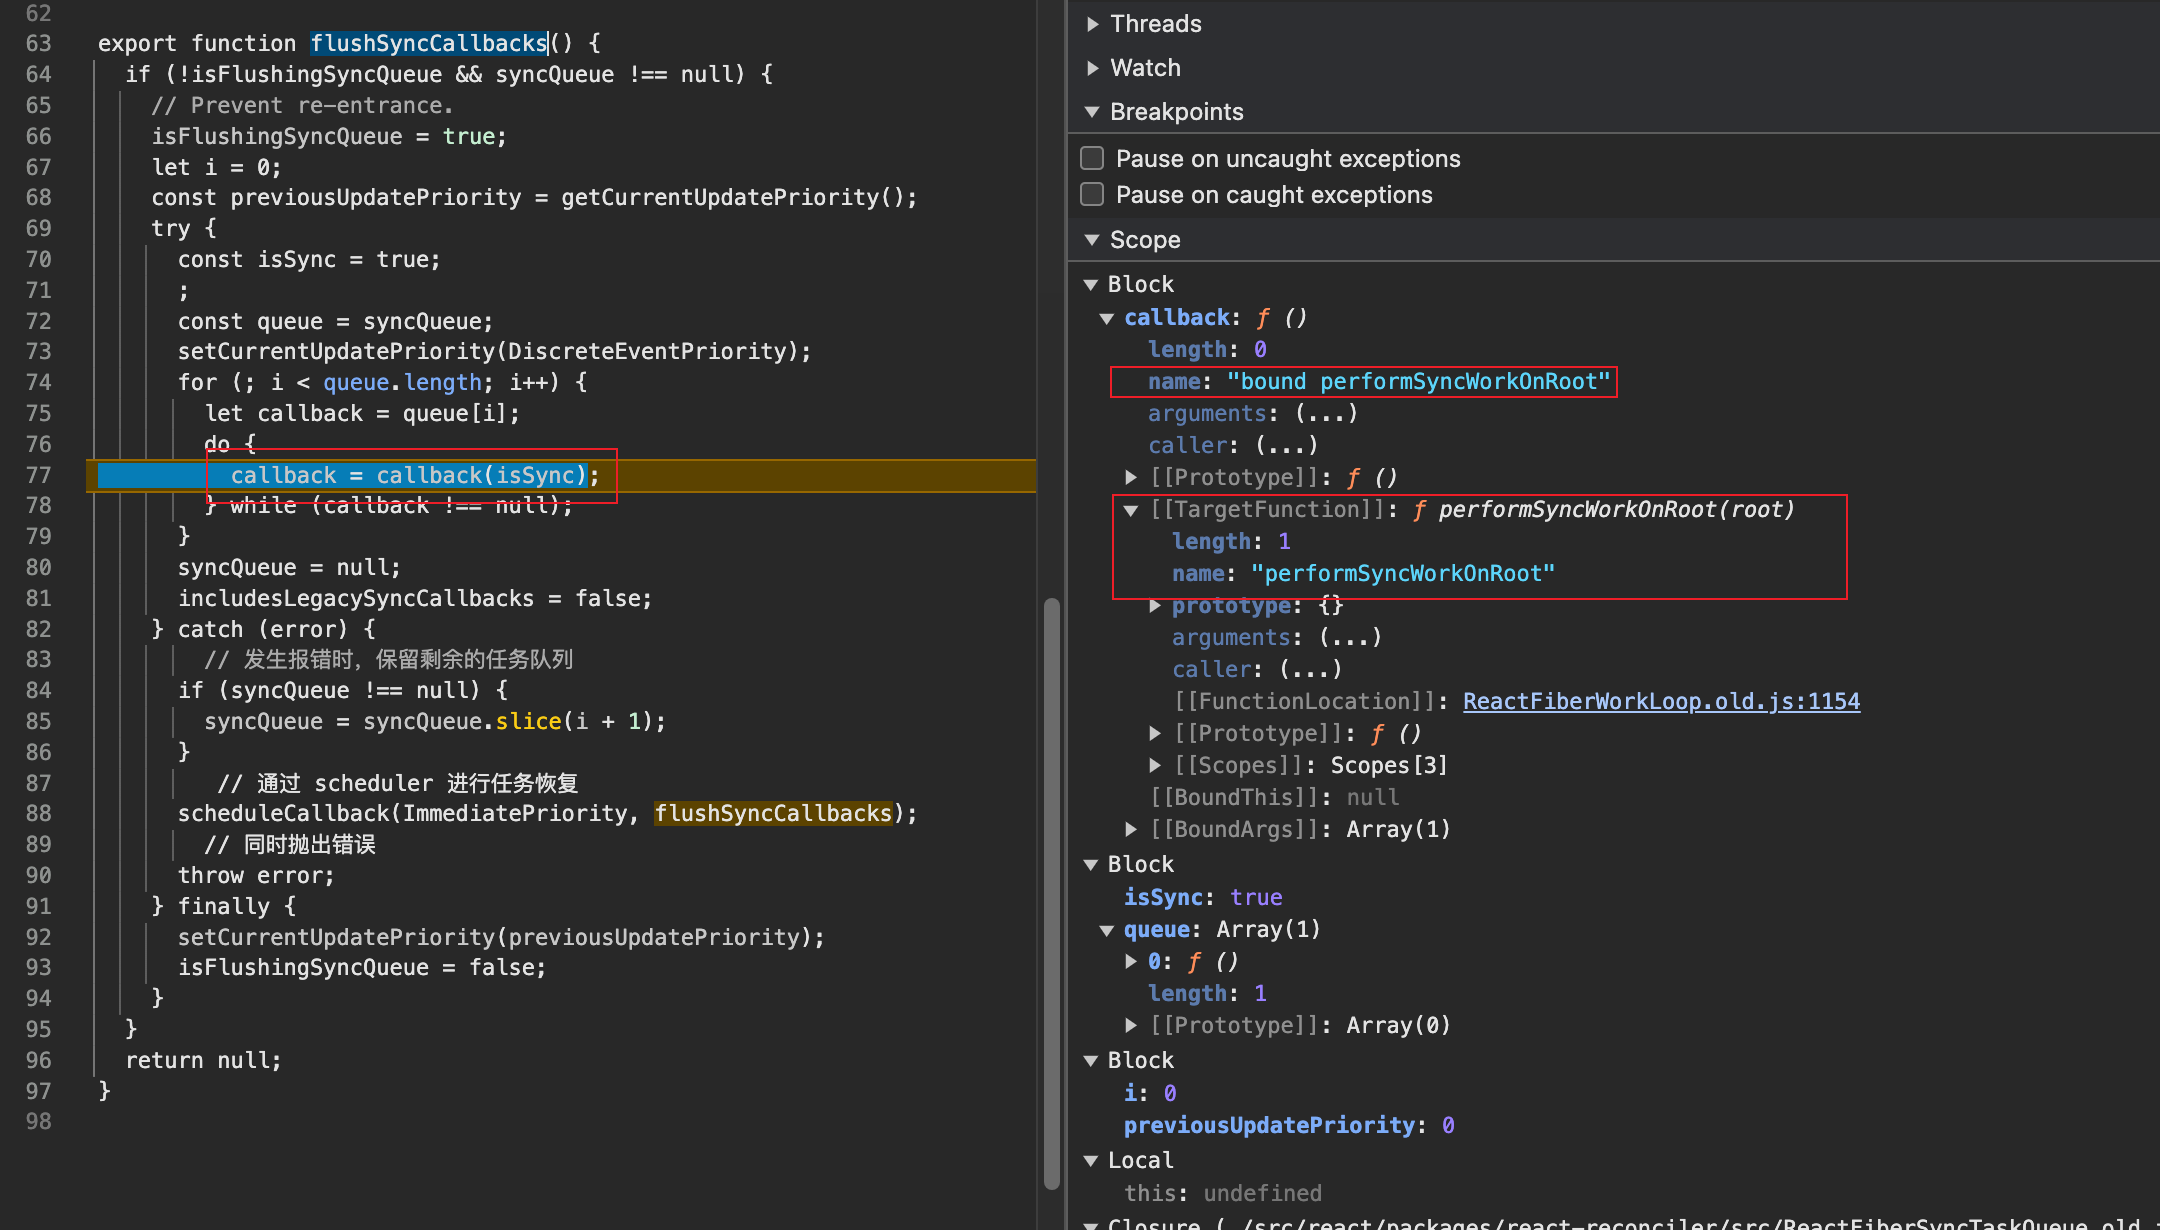 62
63 export function flushSyncCallbacks() {
64 if (!isFlushingSyncQueue && syncQueue !== null) {
65 // Prevent re-entrance.
66 isFlushingSyncQueue = true;
67 let i = 0;
68 const previousUpdatePriority = getCurrentUpdatePriority();
69 try {
70 const isSync = true;
71 ;
72 const queue = syncQueue;
73 setCurrentUpdatePriority(DiscreteEventPriority);
74 for (; i < queue.length; i++) {
75 let callback = queue[i];
76 do {
77 callback = callback(isSync);
78 } while (callback !== null);
79 }
80 syncQueue = null;
81 includesLegacySyncCallbacks = false;
82 } catch (error) {
83 // 发生报错时，保留剩余的任务队列
84 if (syncQueue !== null) {
85 syncQueue = syncQueue.slice(i + 1);
86 }
87 // 通过 scheduler 进行任务恢复
88 scheduleCallback(ImmediatePriority, flushSyncCallbacks);
89 // 同时抛出错误
90 throw error;
91 } finally {
92 setCurrentUpdatePriority(previousUpdatePriority);
93 isFlushingSyncQueue = false;
94 }
95 }
96 return null;
97 }
98
Threads
Watch
Breakpoints
Pause on uncaught exceptions
Pause on caught exceptions
Scope
Block
callback: ƒ ()
length: 0
name: "bound performSyncWorkOnRoot"
arguments: (...)
caller: (...)
[[Prototype]]: ƒ ()
[[TargetFunction]]: ƒ performSyncWorkOnRoot(root)
length: 1
name: "performSyncWorkOnRoot"
prototype: {}
arguments: (...)
caller: (...)
[[FunctionLocation]]: ReactFiberWorkLoop.old.js:1154
[[Prototype]]: ƒ ()
[[Scopes]]: Scopes[3]
[[BoundThis]]: null
[[BoundArgs]]: Array(1)
Block
isSync: true
queue: Array(1)
0: ƒ ()
length: 1
[[Prototype]]: Array(0)
Block
i: 0
previousUpdatePriority: 0
Local
this: undefined
Closure (./src/react/packages/react-reconciler/src/ReactFiberSyncTaskQueue.old.